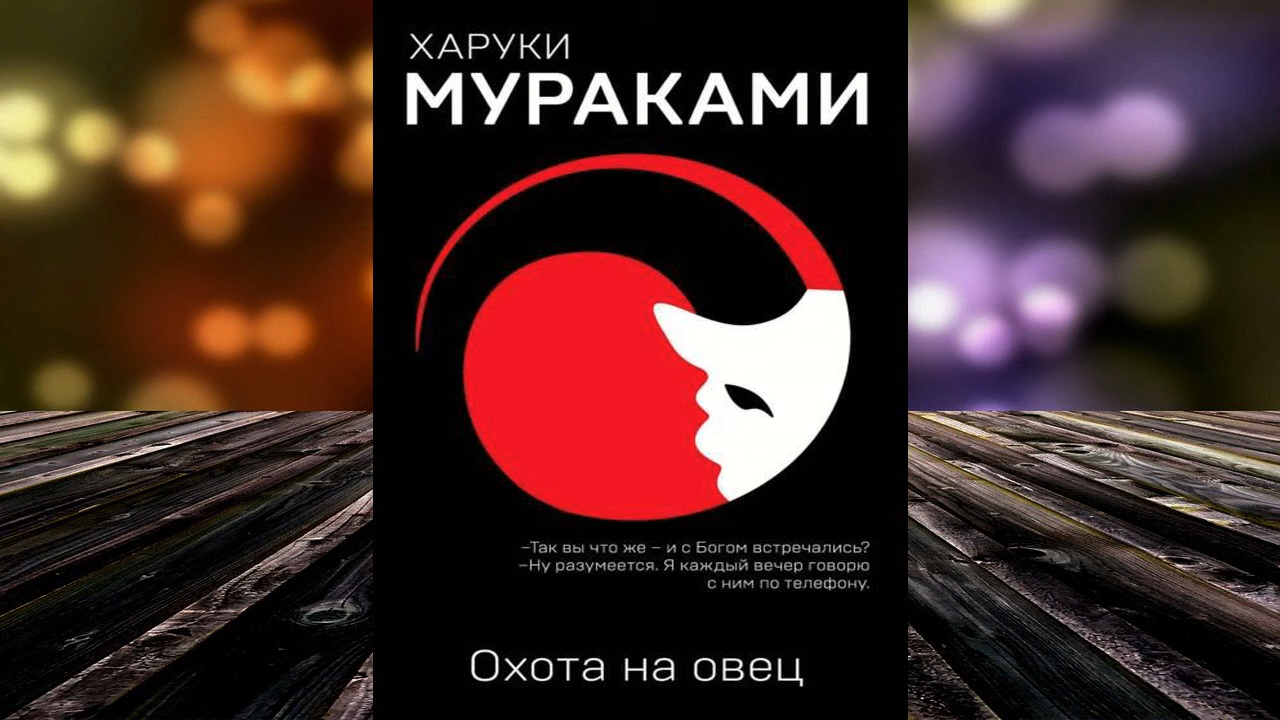 ХАРУКИ
МУРАКАМИ
–Так вы что же – и с Богом встречались?
–Ну разумеется. Я каждый вечер говорю
с ним по телефону.
Охота на овец